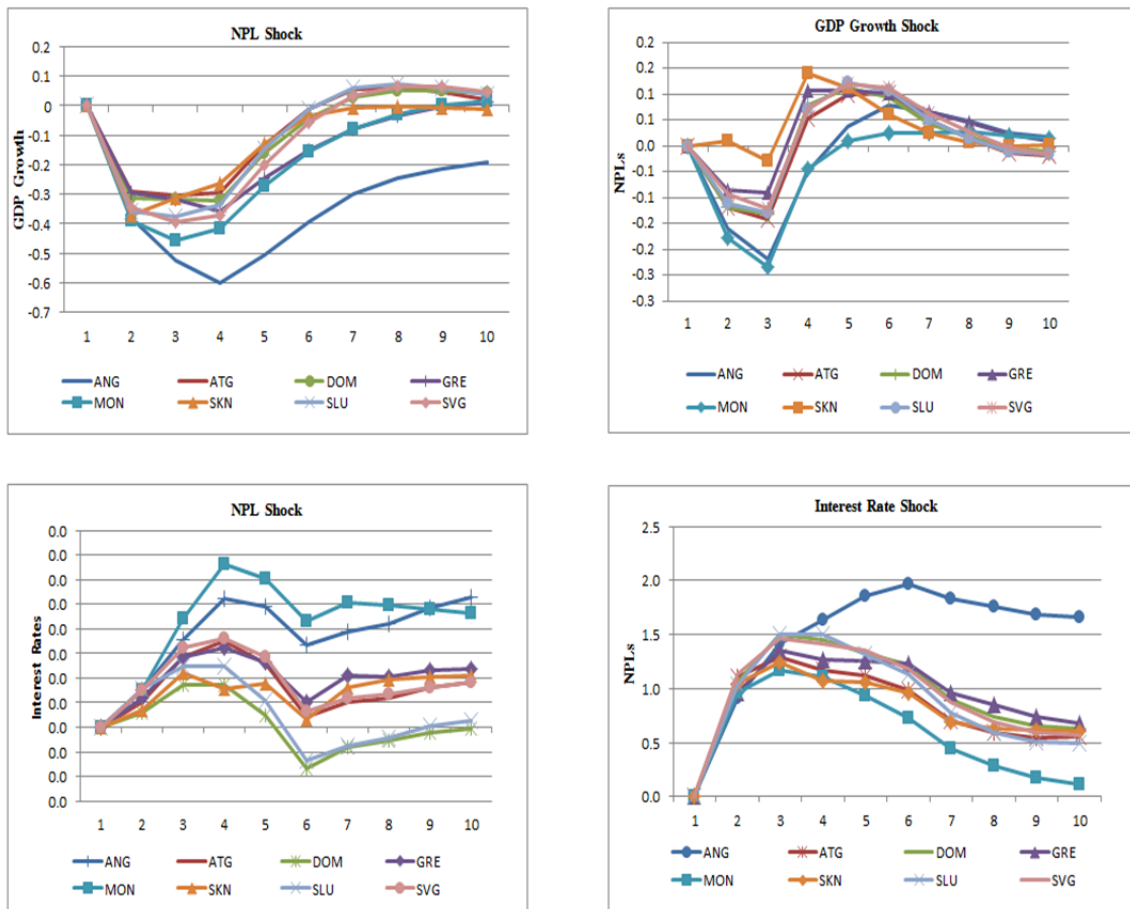 NPL Shock
GDP Growth
0.2
0.1
0
-0.1
-0.2
-0.3
-0.4
-0.5
-0.6
-0.7
1 2 3 4 5 6 7 8 9 10
ANG ATG DOM GRE
MON SKN SLU SVG
GDP Growth Shock
NPLs
0.2
0.2
0.1
0.1
0.0
-0.1
-0.1
-0.2
-0.2
-0.3
-0.3
1 2 3 4 5 6 7 8 9 10
ANG ATG DOM GRE
MON SKN SLU SVG
NPL Shock
Interest Rates
0.0
0.0
0.0
0.0
0.0
0.0
0.0
0.0
0.0
0.0
0.0
0.0
1 2 3 4 5 6 7 8 9 10
ANG ATG DOM GRE
MON SKN SLU SVG
Interest Rate Shock
NPLs
2.5
2.0
1.5
1.0
0.5
0.0
1 2 3 4 5 6 7 8 9 10
ANG ATG DOM GRE
MON SKN SLU SVG